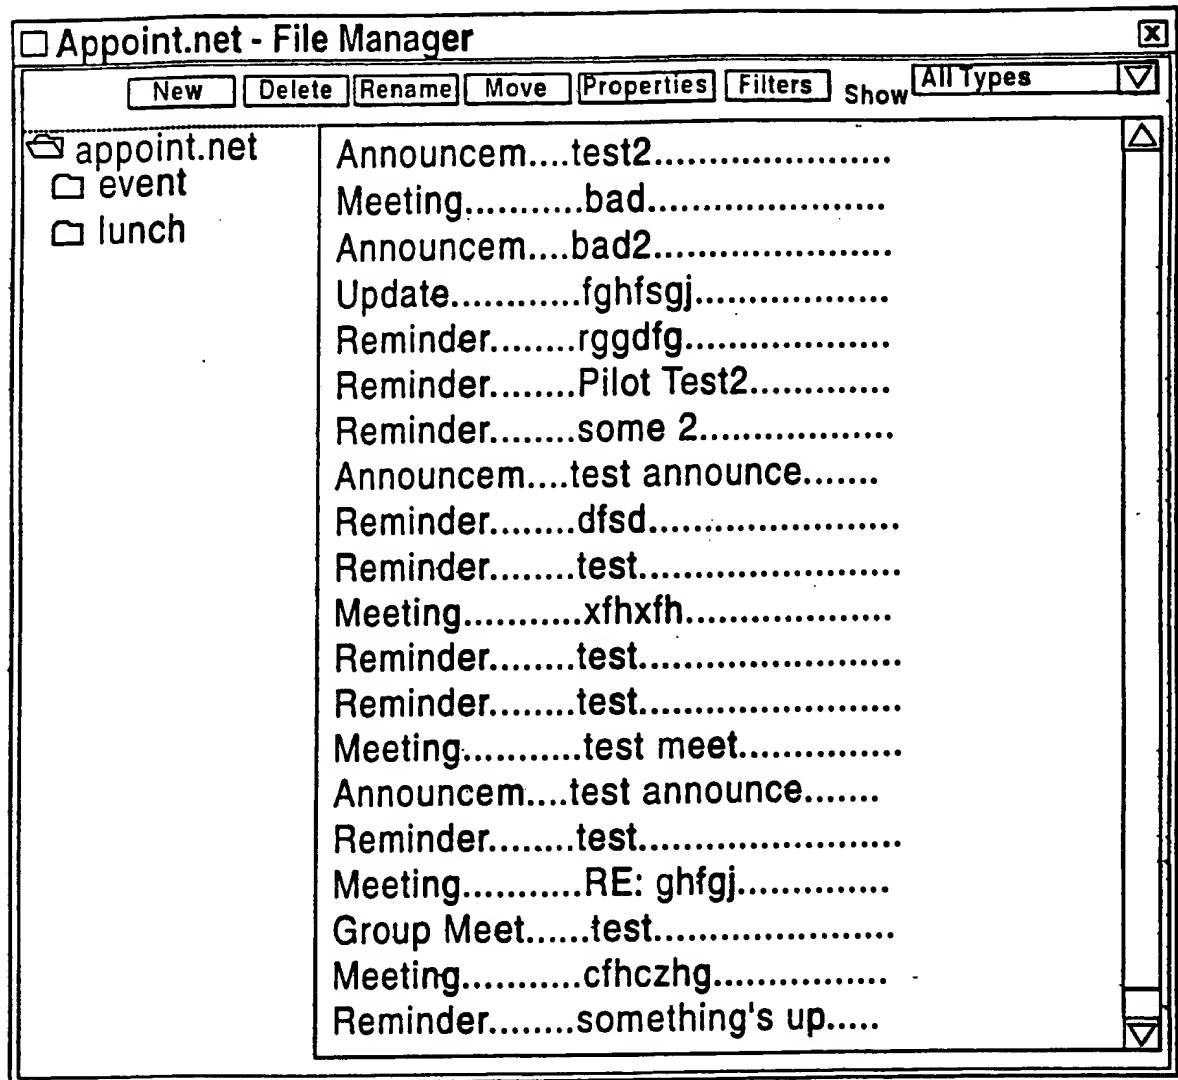 Appoint.net - File Manager x
New Delete Rename Move Properties Filters Show All Types
appoint.net
event
lunch
Announcem....test2......................
Meeting...........bad......................
Announcem....bad2......................
Update............fghfsgj..................
Reminder........rggdfg...................
Reminder........Pilot Test2.............
Reminder........some 2..................
Announcem....test announce.......
Reminder........dfsd.......................
Reminder........test........................
Meeting...........xfhxfh...................
Reminder........test........................
Reminder........test........................
Meeting...........test meet...............
Announcem....test announce.......
Reminder........test........................
Meeting...........RE: ghfgj..............
Group Meet......test......................
Meeting...........cfhczhg................
Reminder........something's up.....